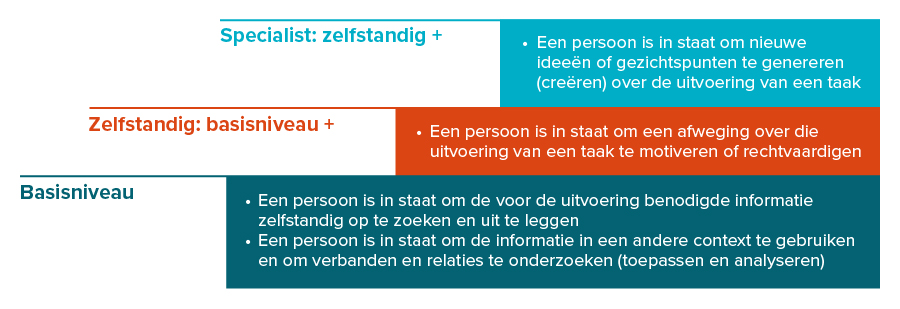 Specialist: zelfstandig +
• Een persoon is in staat om nieuwe
ideeën of gezichtspunten te genereren
(creëren) over de uitvoering van een taak
Zelfstandig: basisniveau +
• Een persoon is in staat om een afweging over die
uitvoering van een taak te motiveren of rechtvaardigen
Basisniveau
• Een persoon is in staat om de voor de uitvoering benodigde informatie
zelfstandig op te zoeken en uit te leggen
• Een persoon is in staat om de informatie in een andere context te gebruiken
en om verbanden en relaties te onderzoeken (toepassen en analyseren)